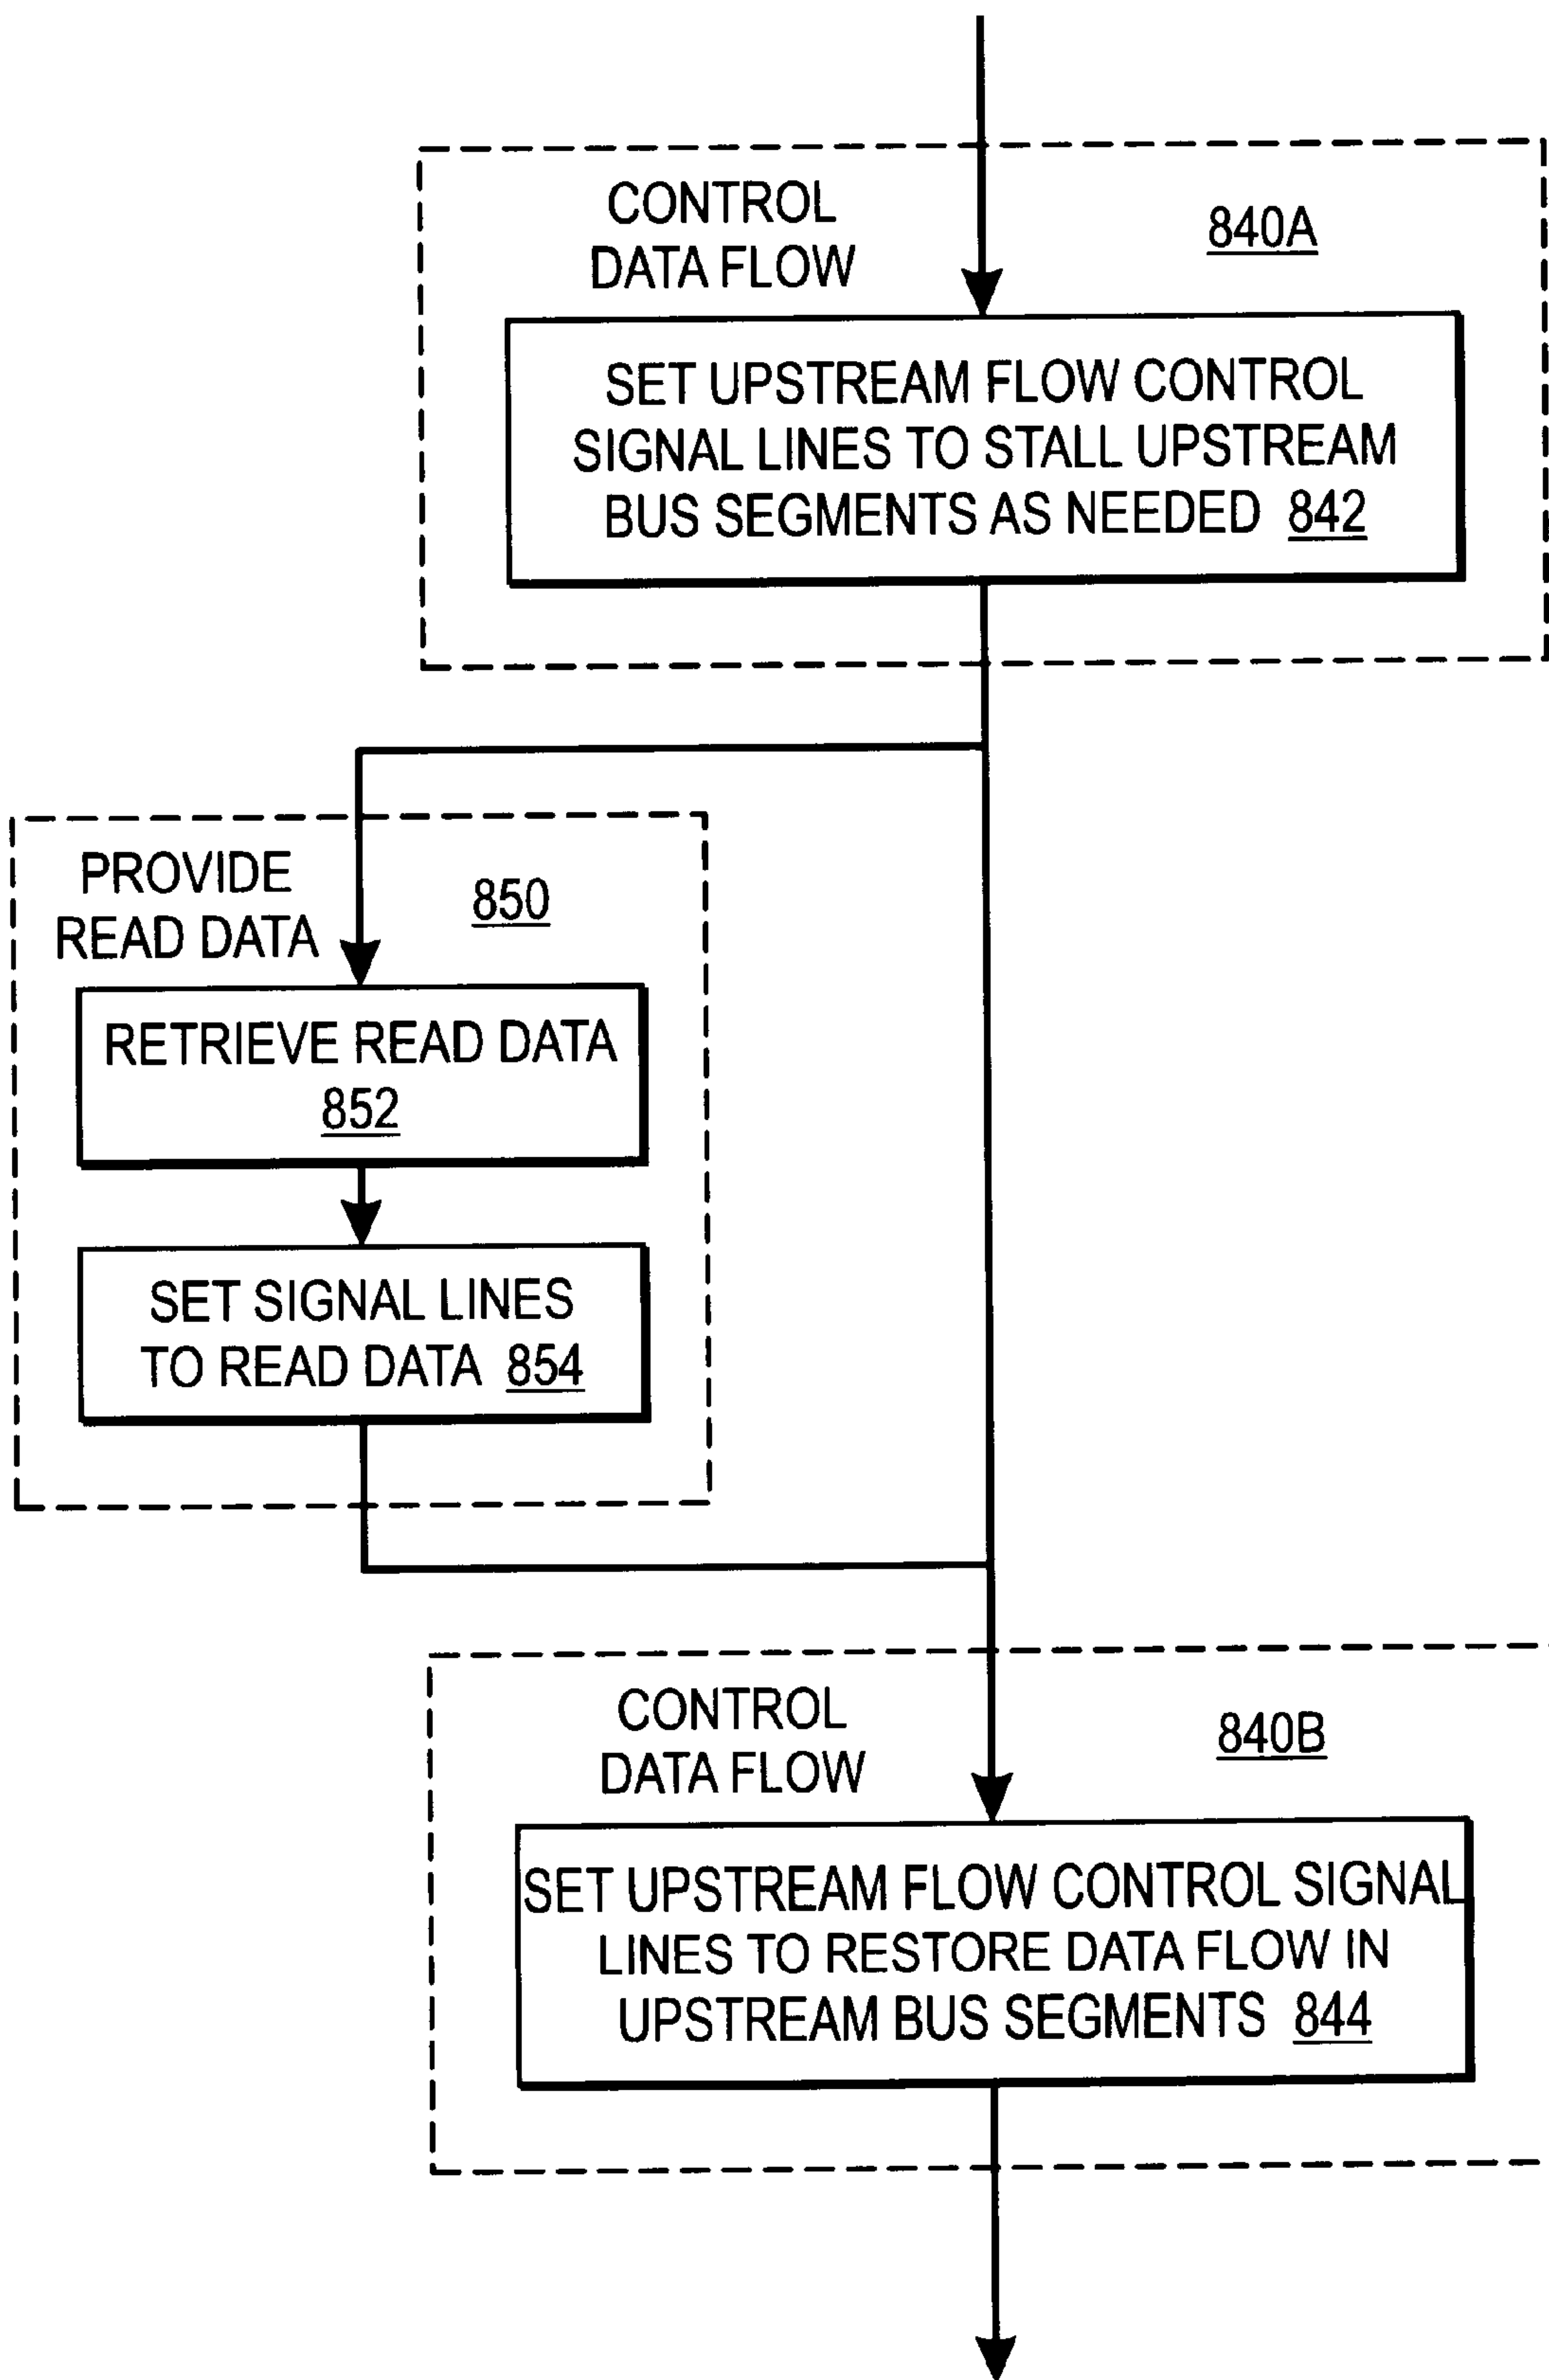 CONTROL
DATA FLOW
840A
SET UPSTREAM FLOW CONTROL
SIGNAL LINES TO STALL UPSTREAM
BUS SEGMENTS AS NEEDED 842
PROVIDE
READ DATA
850
RETRIEVE READ DATA
852
SET SIGNAL LINES
TO READ DATA 854
CONTROL
DATA FLOW
840B
SET UPSTREAM FLOW CONTROL SIGNAL
LINES TO RESTORE DATA FLOW IN
UPSTREAM BUS SEGMENTS 844